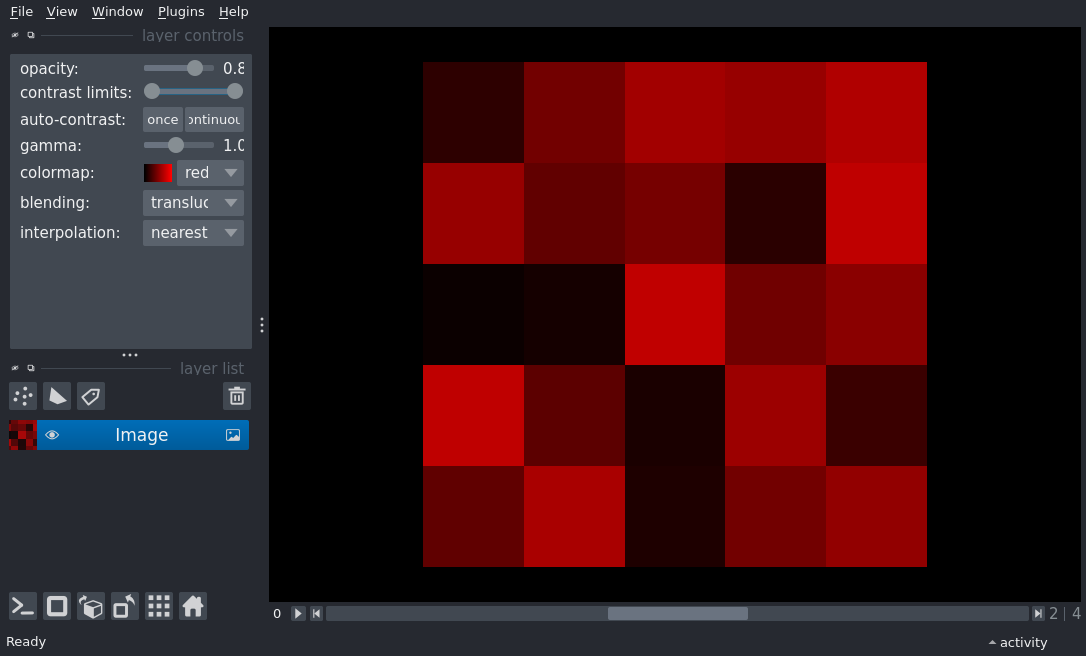 File View Window Plugins Help
layer controls
opacity: 0.8
contrast limits:
auto-contrast: once ontinuou
gamma: 1.0
colormap: red
blending: transluc
interpolation: nearest
layer list
Image
0 2 | 4
Ready
activity